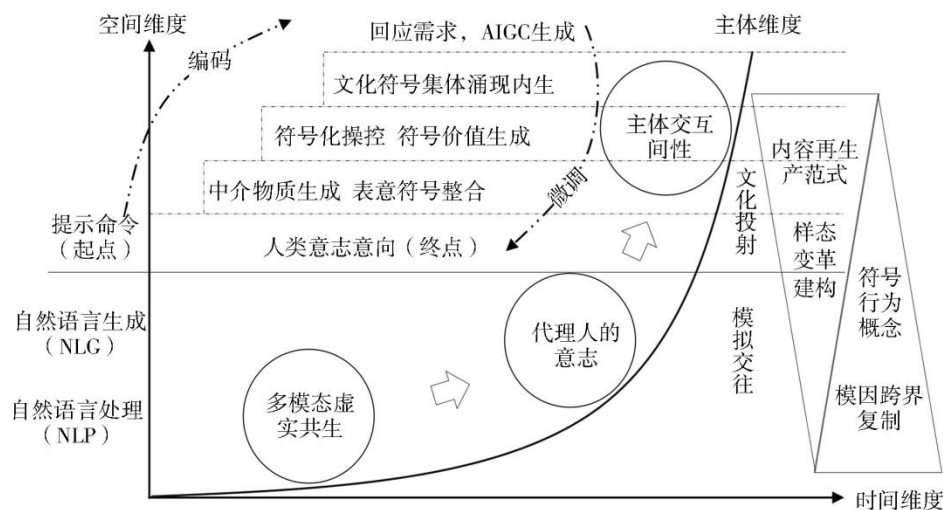 空间维度
主体维度
编码
回应需求，AIGC生成
文化符号集体涌现内生
符号化操控 符号价值生成
中介物质生成 表意符号整合
微调
主体交互
间性
内容再生
产范式
提示命令
（起点）
人类意志意向（终点）
文化投射
样态
变革
建构
自然语言生成
（NLG）
代理人的
意志
模拟交往
符号
行为
概念
自然语言处理
（NLP）
多模态虚
实共生
模因跨界
复制
时间维度